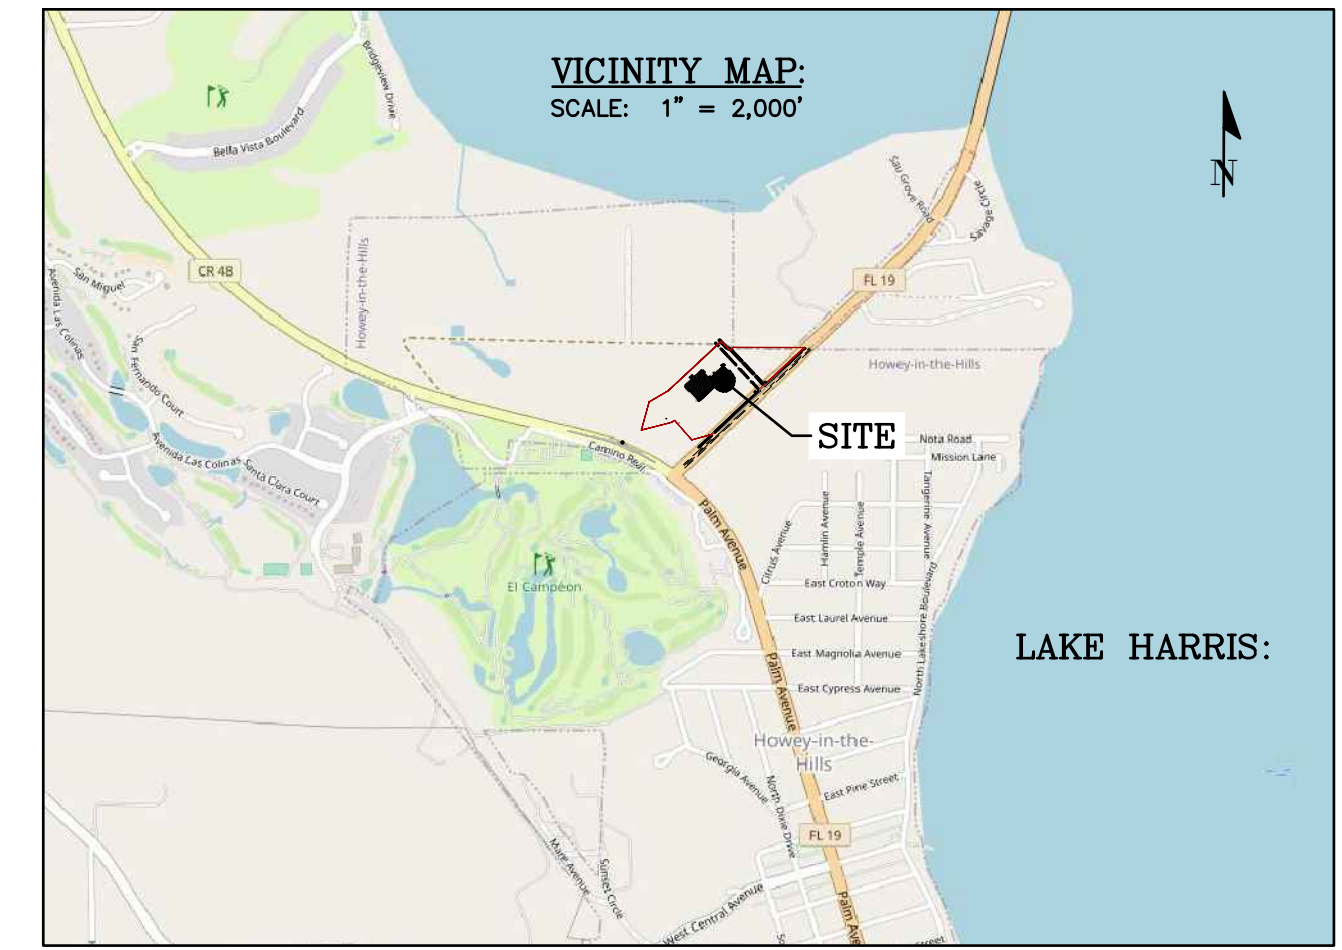 VICINITY MAP:
SCALE: 1" = 2,000'
N
Bridgeview Drive
Bella Vista Boulevard
Sau Grove Road
Savage Circle
CR 48
FL 19
San Miguel
Avenida Las Colinas
Howey-in-the-Hills
San Fernando Court
Howey-in-the-Hills
SITE
Nota Road
Mission Lane
Camino Real
Avenida Las Colinas
Santa Clara Court
Palm Avenue
Citrus Avenue
Hamlin Avenue
Temple Avenue
Tangerine Avenue
El Campeon
East Croton Way
East Laurel Avenue
North Lakeshore Boulevard
LAKE HARRIS:
East Magnolia Avenue
Palm Avenue
East Cypress Avenue
Howey-in-the-
Hills
Georgia Avenue
North Dixie Drive
East Pine Street
FL 19
Mare Avenue
Sunset Circle
West Central Avenue
Palm Ave
Street